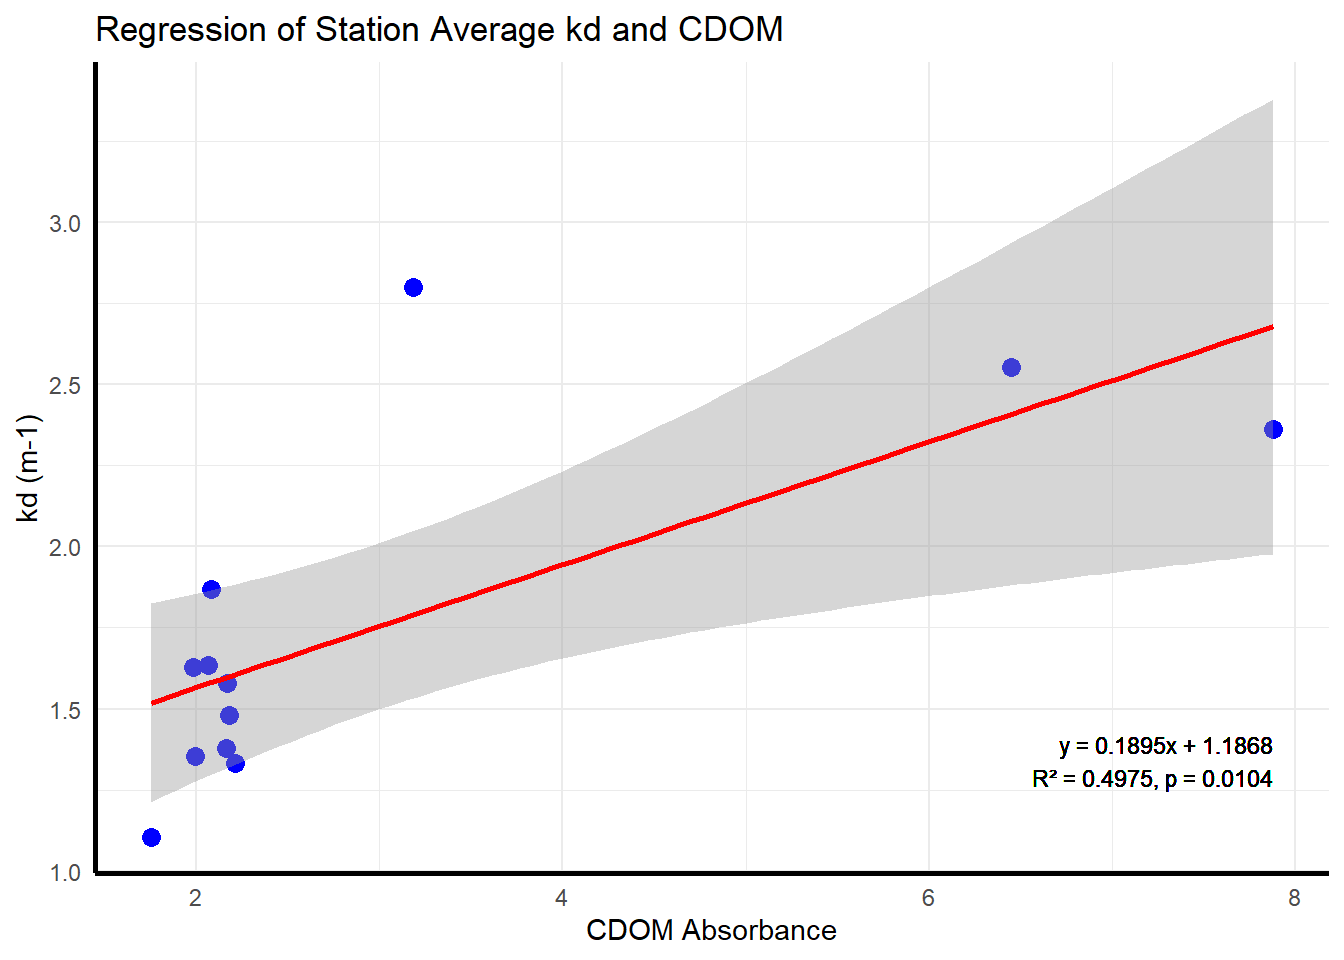 Regression of Station Average kd and CDOM
kd (m-1)
3.0
2.5
2.0
1.5
1.0
y = 0.1895x + 1.1868
R² = 0.4975, p = 0.0104
2 4 6 8
CDOM Absorbance